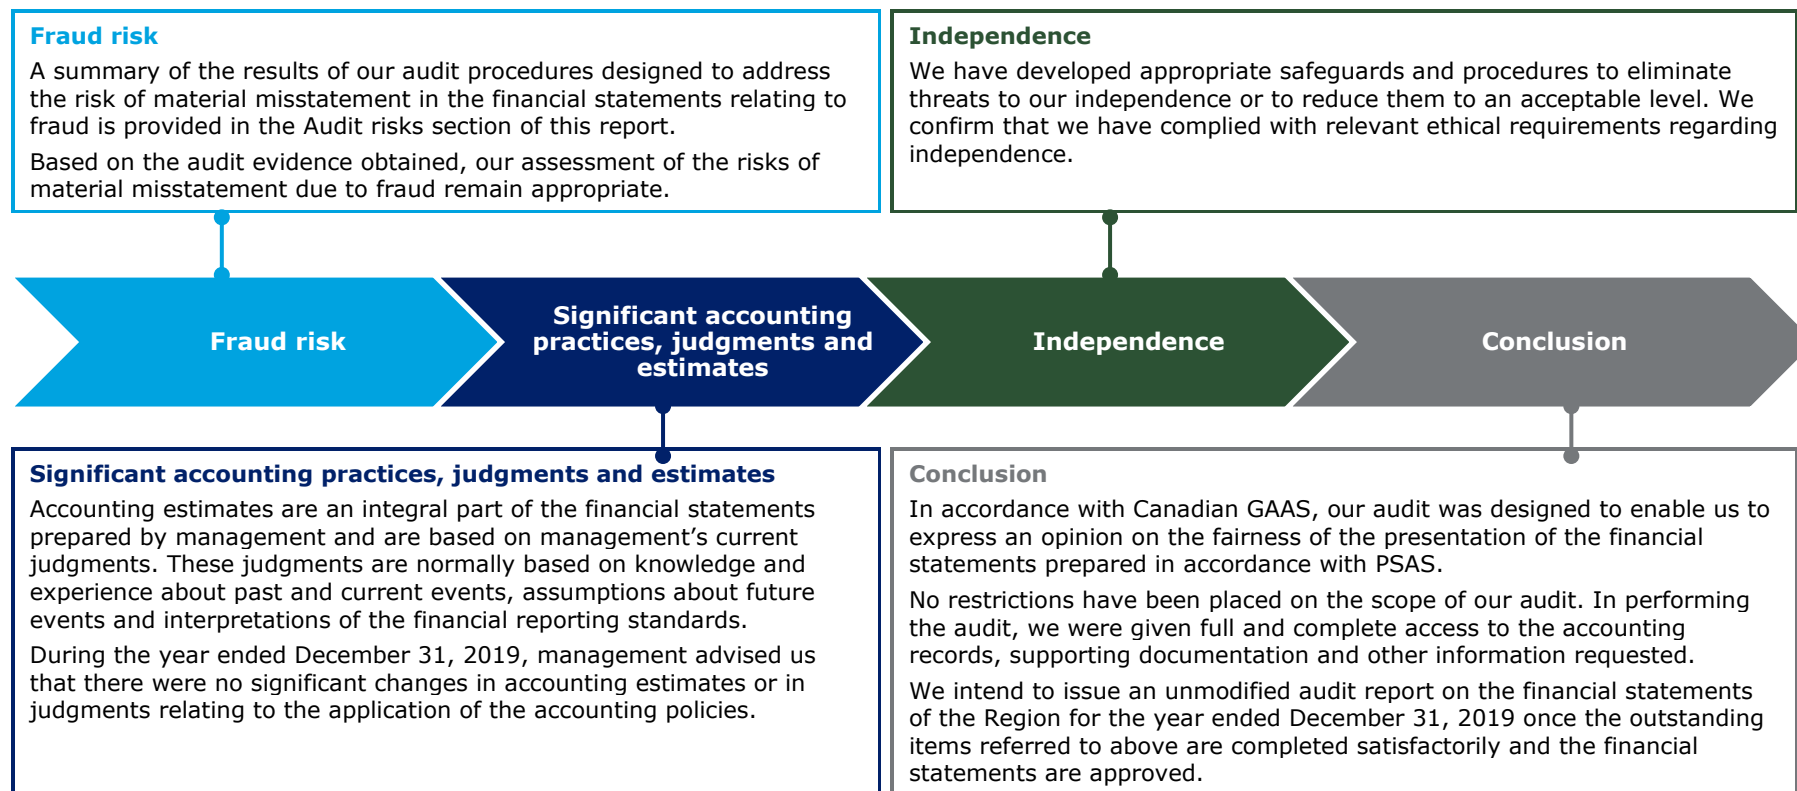 Fraud risk
A summary of the results of our audit procedures designed to address
the risk of material misstatement in the financial statements relating to
fraud is provided in the Audit risks section of this report.
Based on the audit evidence obtained, our assessment of the risks of
material misstatement due to fraud remain appropriate.
Independence
We have developed appropriate safeguards and procedures to eliminate
threats to our independence or to reduce them to an acceptable level. We
confirm that we have complied with relevant ethical requirements regarding
independence.
Fraud risk
Significant accounting
practices, judgments and
estimates
Independence
Conclusion
Significant accounting practices, judgments and estimates
Accounting estimates are an integral part of the financial statements
prepared by management and are based on management’s current
judgments. These judgments are normally based on knowledge and
experience about past and current events, assumptions about future
events and interpretations of the financial reporting standards.
During the year ended December 31, 2019, management advised us
that there were no significant changes in accounting estimates or in
judgments relating to the application of the accounting policies.
Conclusion
In accordance with Canadian GAAS, our audit was designed to enable us to
express an opinion on the fairness of the presentation of the financial
statements prepared in accordance with PSAS.
No restrictions have been placed on the scope of our audit. In performing
the audit, we were given full and complete access to the accounting
records, supporting documentation and other information requested.
We intend to issue an unmodified audit report on the financial statements
of the Region for the year ended December 31, 2019 once the outstanding
items referred to above are completed satisfactorily and the financial
statements are approved.